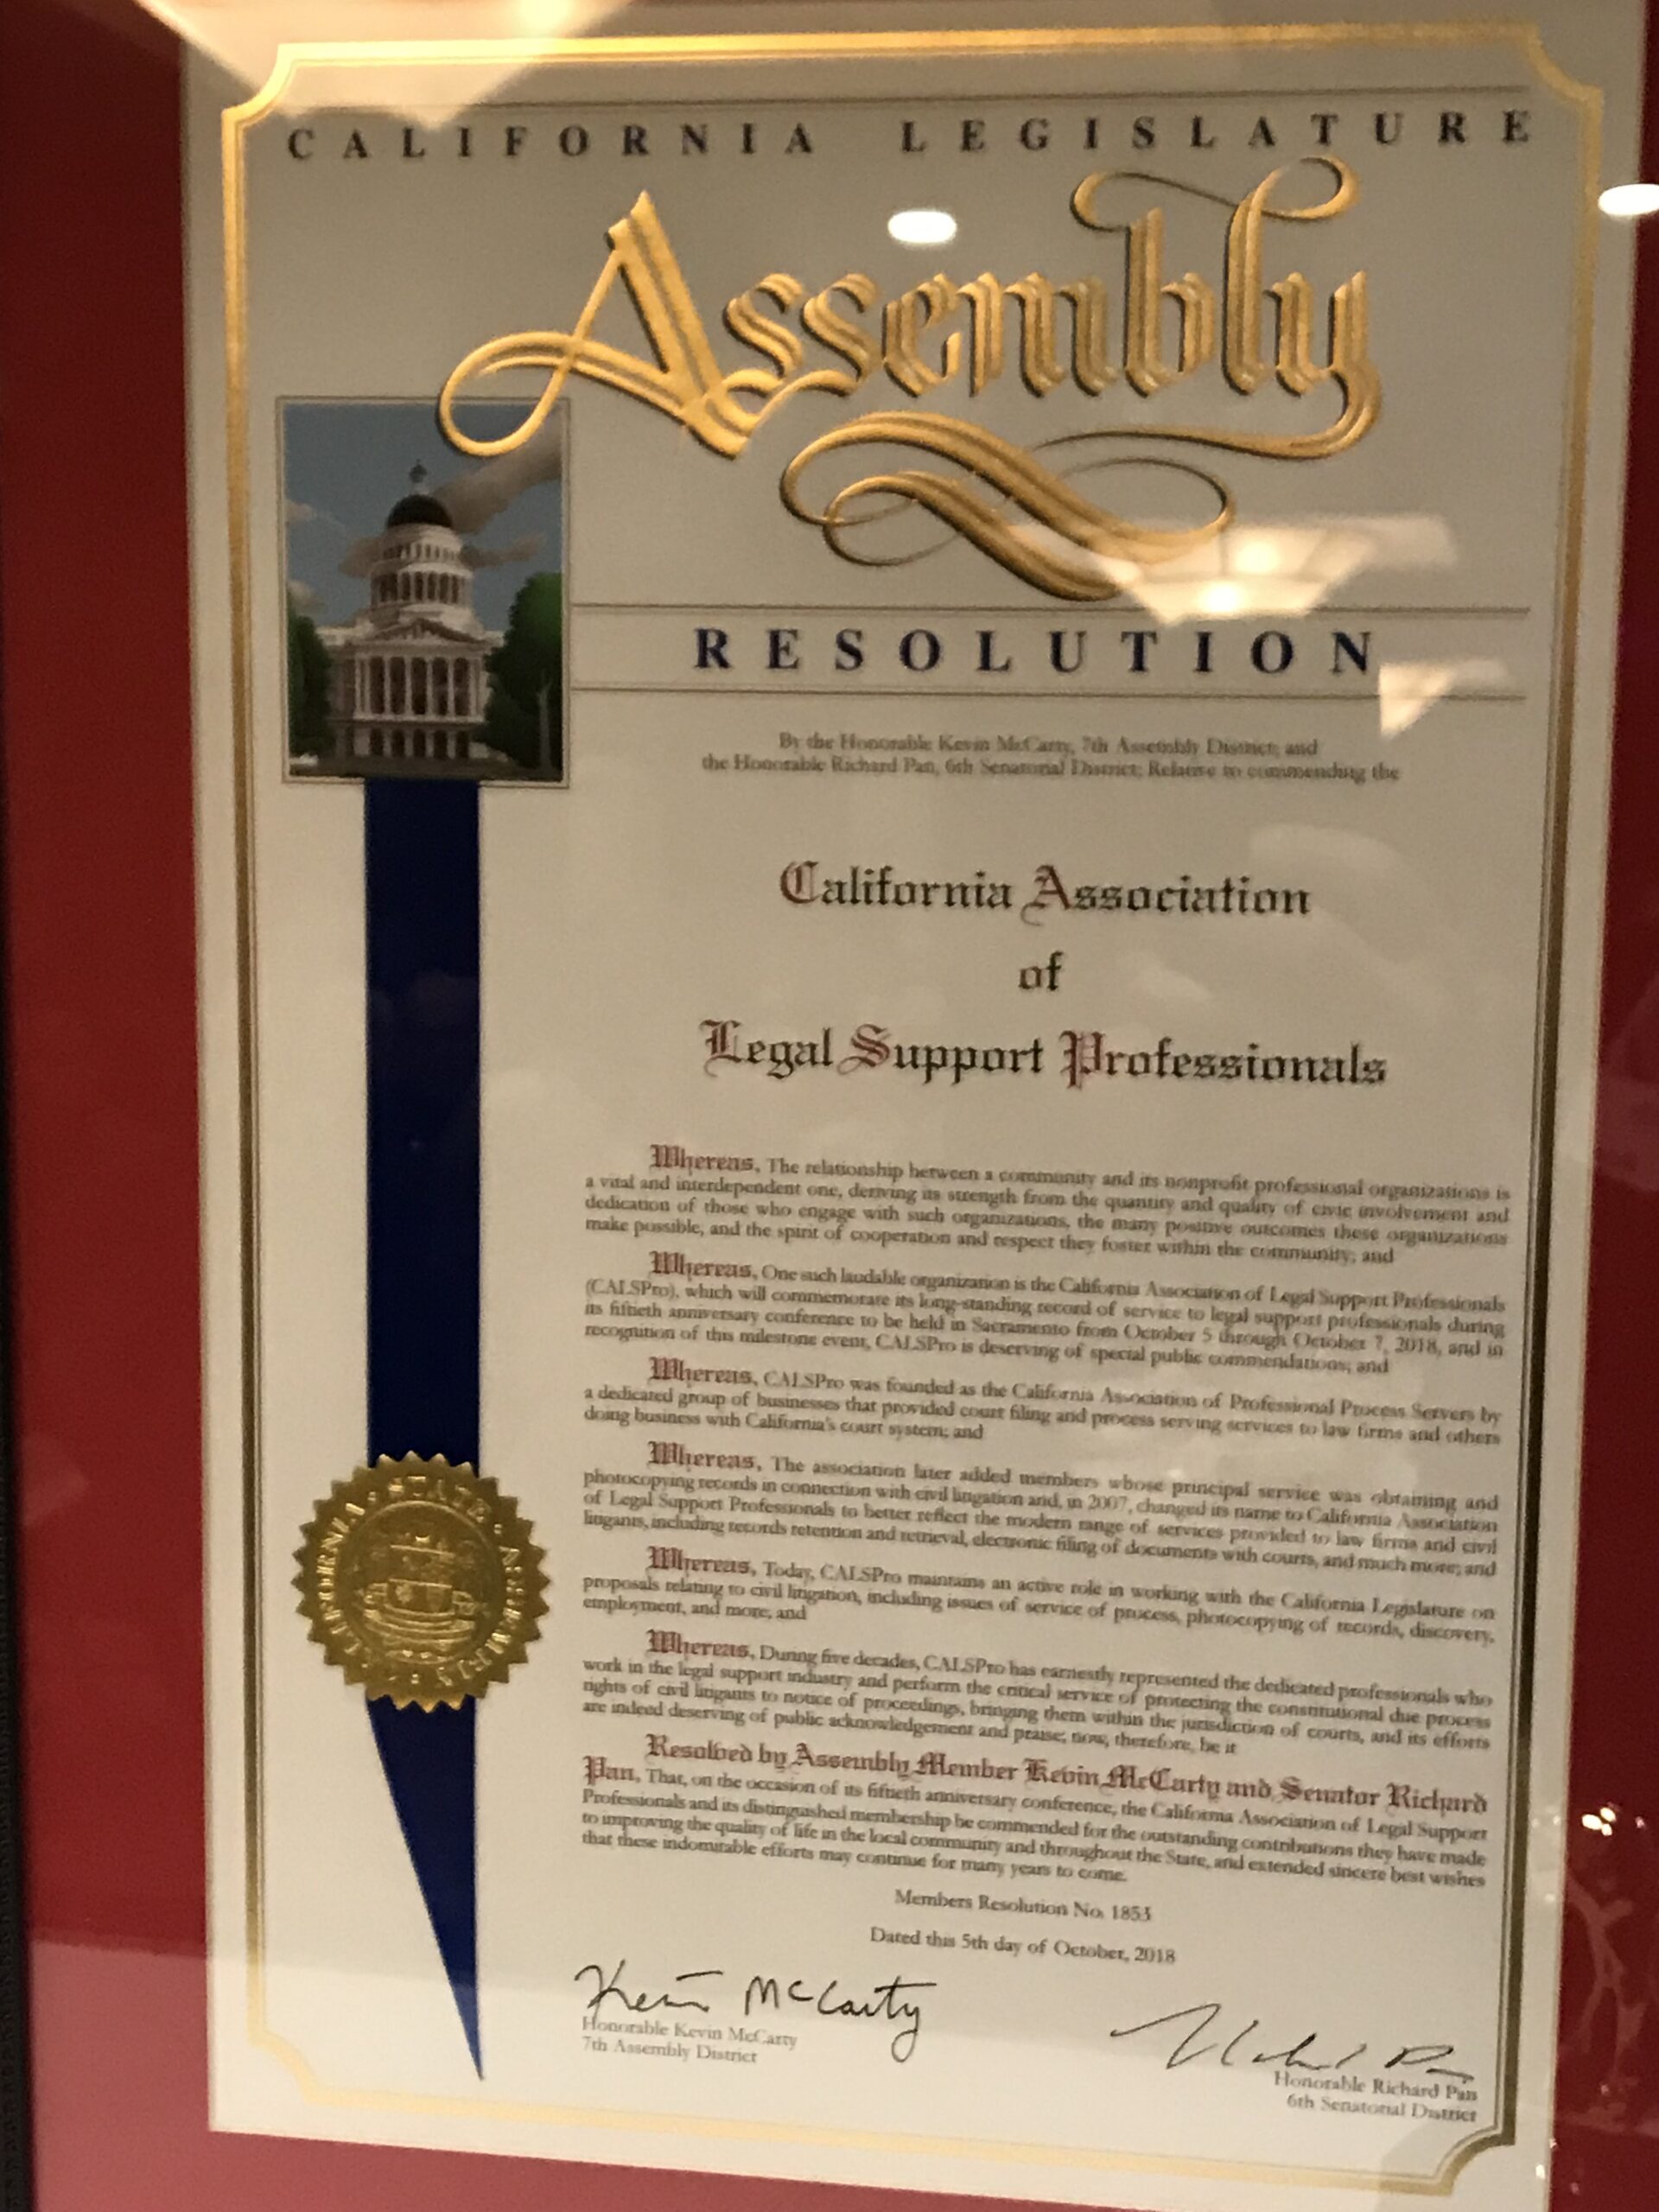 CALIFORNIA LEGISLATURE
Assembly
RESOLUTION
By the Honorable Kevin McCarty, 7th Assembly District; and
the Honorable Richard Pan, 6th Senatorial District; Relative to commending the
California Association
of
Legal Support Professionals
Whereas, The relationship between a community and its nonprofit professional organizations is
a vital and interdependent one, deriving its strength from the quantity and quality of civic involvement and
dedication of those who engage with such organizations, the many positive outcomes these organizations
make possible, and the spirit of cooperation and respect they foster within the community; and
Whereas, One such laudable organization is the California Association of Legal Support Professionals
(CALSPro), which will commemorate its long-standing record of service to legal support professionals during
its fiftieth anniversary conference to be held in Sacramento from October 5 through October 7, 2018, and in
recognition of this milestone event, CALSPro is deserving of special public commendations; and
Whereas, CALSPro was founded as the California Association of Professional Process Servers by
a dedicated group of businesses that provided court filing and process serving services to law firms and others
doing business with California's court system; and
Whereas, The association later added members whose principal service was obtaining and
photocopying records in connection with civil litigation and, in 2007, changed its name to California Association
of Legal Support Professionals to better reflect the modern range of services provided to law firms and civil
litigants, including records retention and retrieval, electronic filing of documents with courts, and much more; and
Whereas, Today, CALSPro maintains an active role in working with the California Legislature on
proposals relating to civil litigation, including issues of service of process, photocopying of records, discovery,
employment, and more; and
Whereas, During five decades, CALSPro has earnestly represented the dedicated professionals who
work in the legal support industry and perform the critical service of protecting the constitutional due process
rights of civil litigants to notice of proceedings, bringing them within the jurisdiction of courts, and its efforts
are indeed deserving of public acknowledgement and praise; now, therefore, be it
Resolved by Assembly Member Kevin McCarty and Senator Richard
Pan, That, on the occasion of its fiftieth anniversary conference, the California Association of Legal Support
Professionals and its distinguished membership be commended for the outstanding contributions they have made
to improving the quality of life in the local community and throughout the State, and extended sincere best wishes
that these indomitable efforts may continue for many years to come.
Members Resolution No. 1853
Dated this 5th day of October, 2018
Kevin McCarty
Honorable Kevin McCarty
7th Assembly District
Richard Pan
Honorable Richard Pan
6th Senatorial District
CALIFORNIA STATE ASSEMBLY